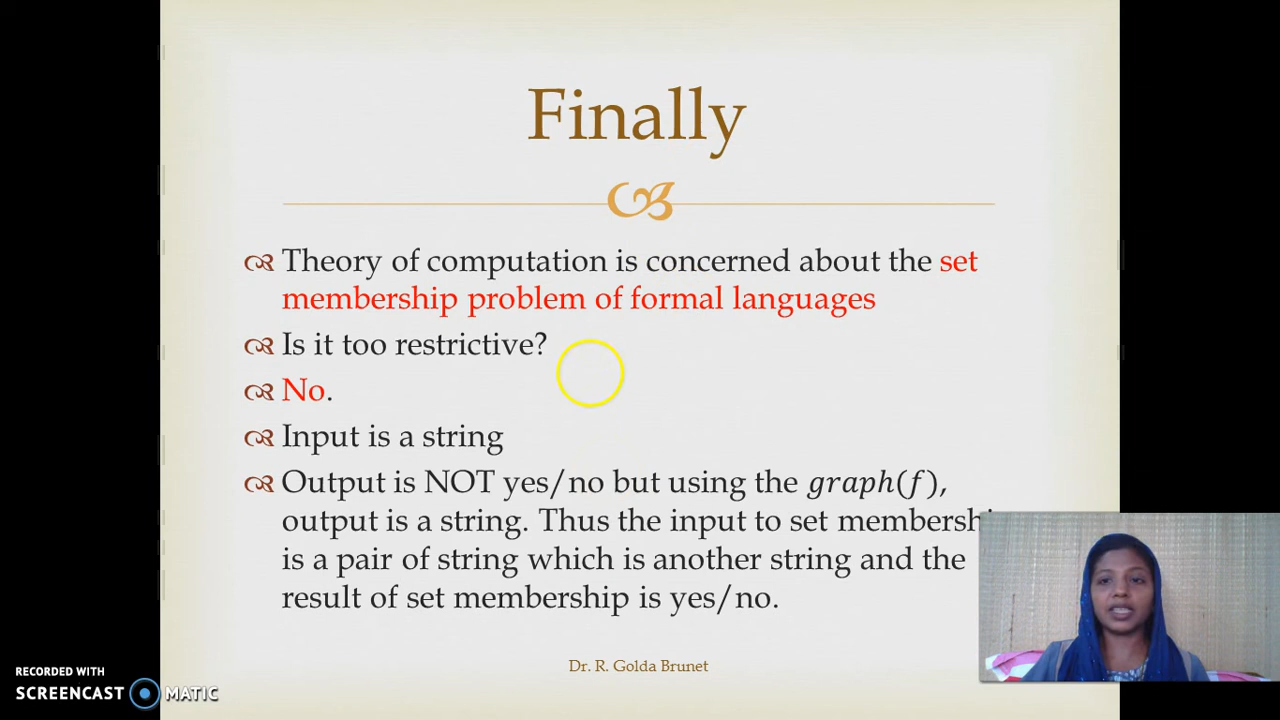 Finally
Theory of computation is concerned about the set
membership problem of formal languages
Is it too restrictive?
No.
Input is a string
Output is NOT yes/no but using the graph(f),
output is a string. Thus the input to set
is a pair of string which is another string and the
result of set membership is yes/no.
Dr. R. Golda Brunet
RECORDED WITH
SCREENCAST MATIC